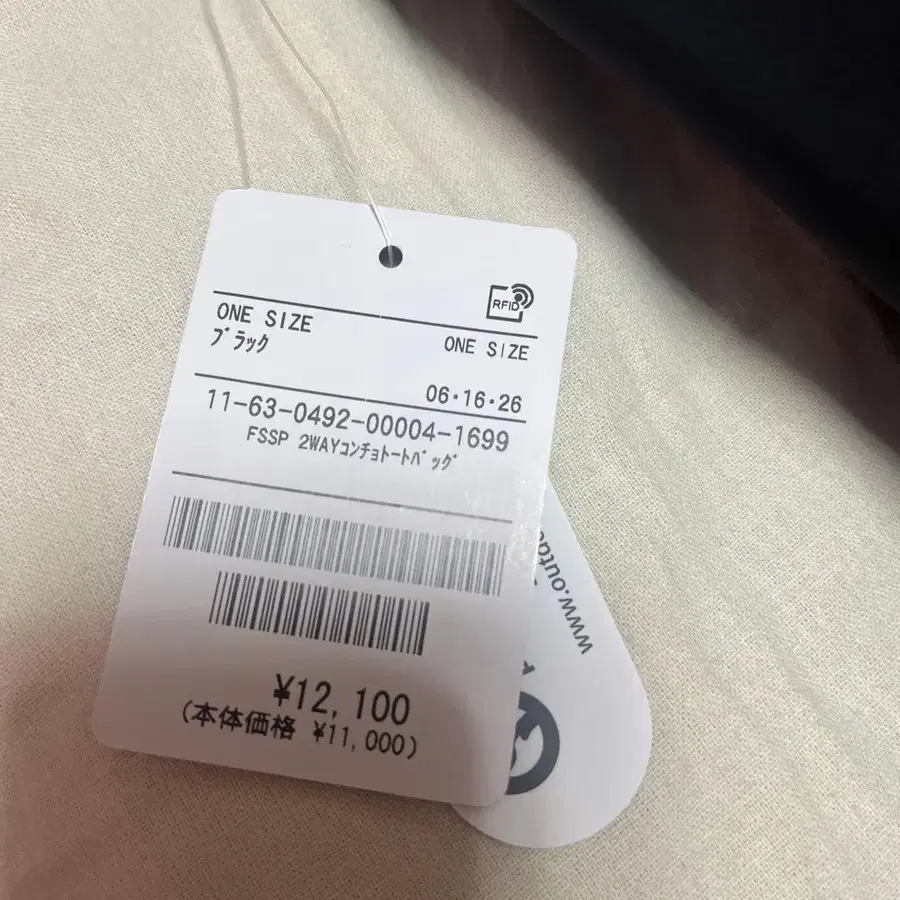 RFID
ONE SIZE
ブラック
ONE SIZE
06・16・26
11-63-0492-00004-1699
FSSP 2WAYコンチョトートバッグ
¥12,100
(本体価格 ¥11,000)
www.outdo